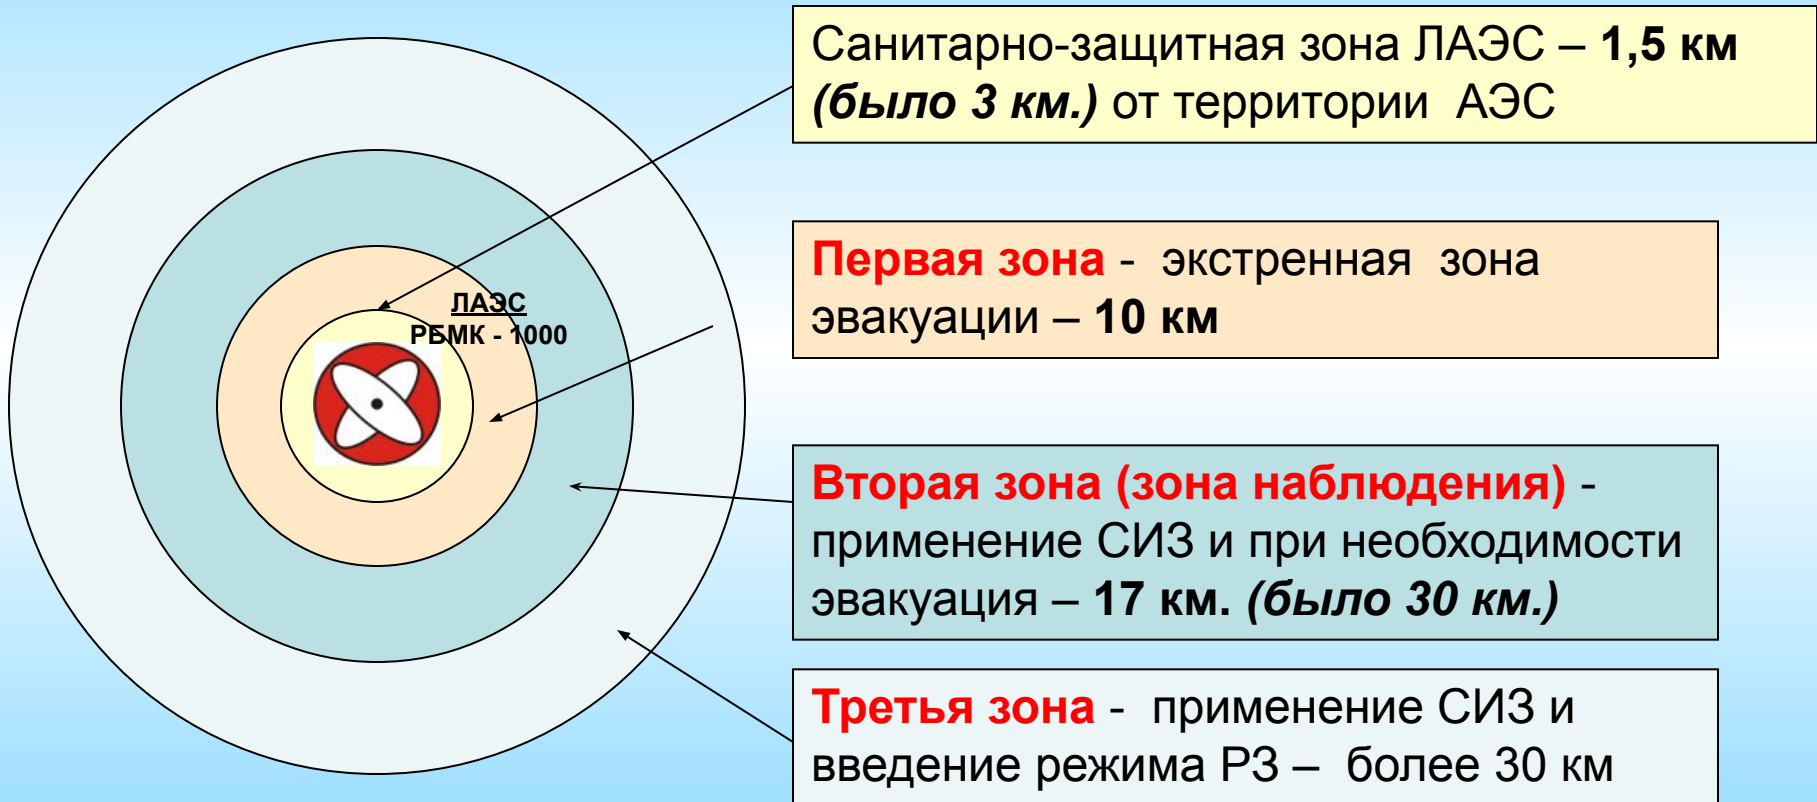 Санитарно-защитная зона ЛАЭС – 1,5 км
(было 3 км.) от территории АЭС
Первая зона - экстренная зона
эвакуации – 10 км
ЛАЭС
РБМК - 1000
Вторая зона (зона наблюдения) -
применение СИЗ и при необходимости
эвакуация – 17 км. (было 30 км.)
Третья зона - применение СИЗ и
введение режима РЗ – более 30 км